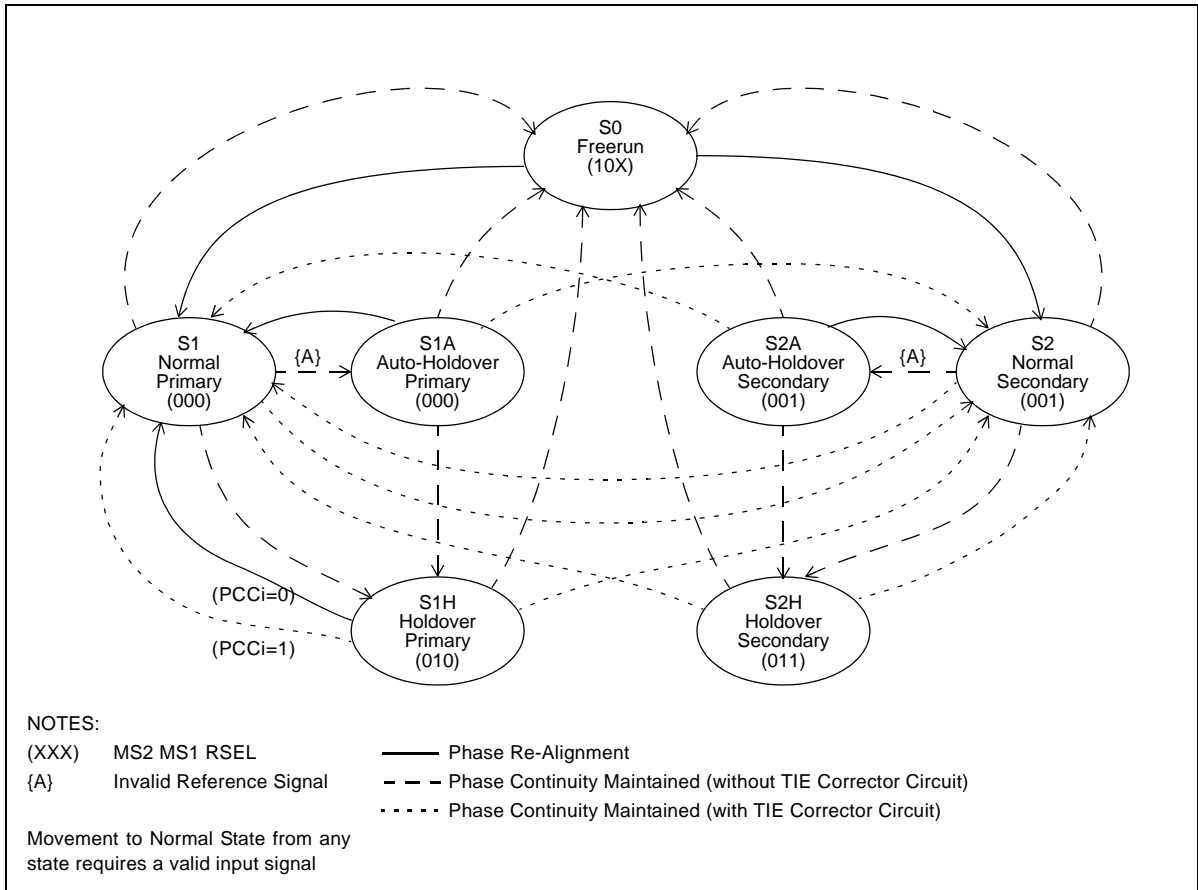 S0
Freerun
(10X)
S1
Normal
Primary
(000)
{A}
S1A
Auto-Holdover
Primary
(000)
S2A
Auto-Holdover
Secondary
(001)
{A}
S2
Normal
Secondary
(001)
(PCCi=0)
(PCCi=1)
S1H
Holdover
Primary
(010)
S2H
Holdover
Secondary
(011)
NOTES:
(XXX) MS2 MS1 RSEL
{A} Invalid Reference Signal
Movement to Normal State from any
state requires a valid input signal
Phase Re-Alignment
Phase Continuity Maintained (without TIE Corrector Circuit)
Phase Continuity Maintained (with TIE Corrector Circuit)